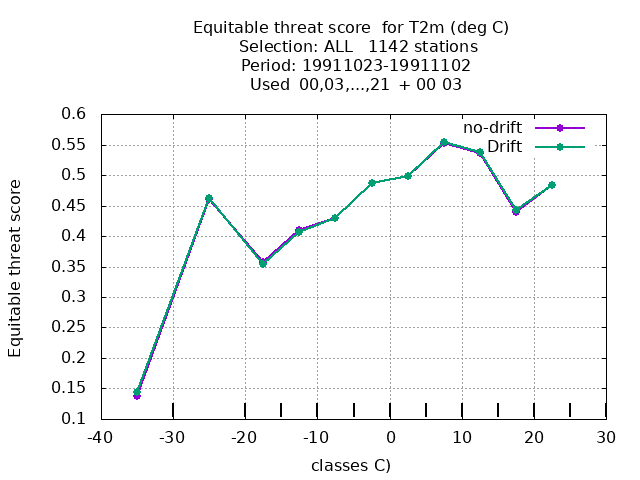 Equitable threat score  for T2m (deg C)
Selection: ALL   1142 stations
Period: 19911023-19911102
Used  00,03,...,21  + 00 03
no-drift
Drift
Equitable threat score
0.6
0.55
0.5
0.45
0.4
0.35
0.3
0.25
0.2
0.15
0.1
-40 -30 -20 -10 0 10 20 30
classes C)